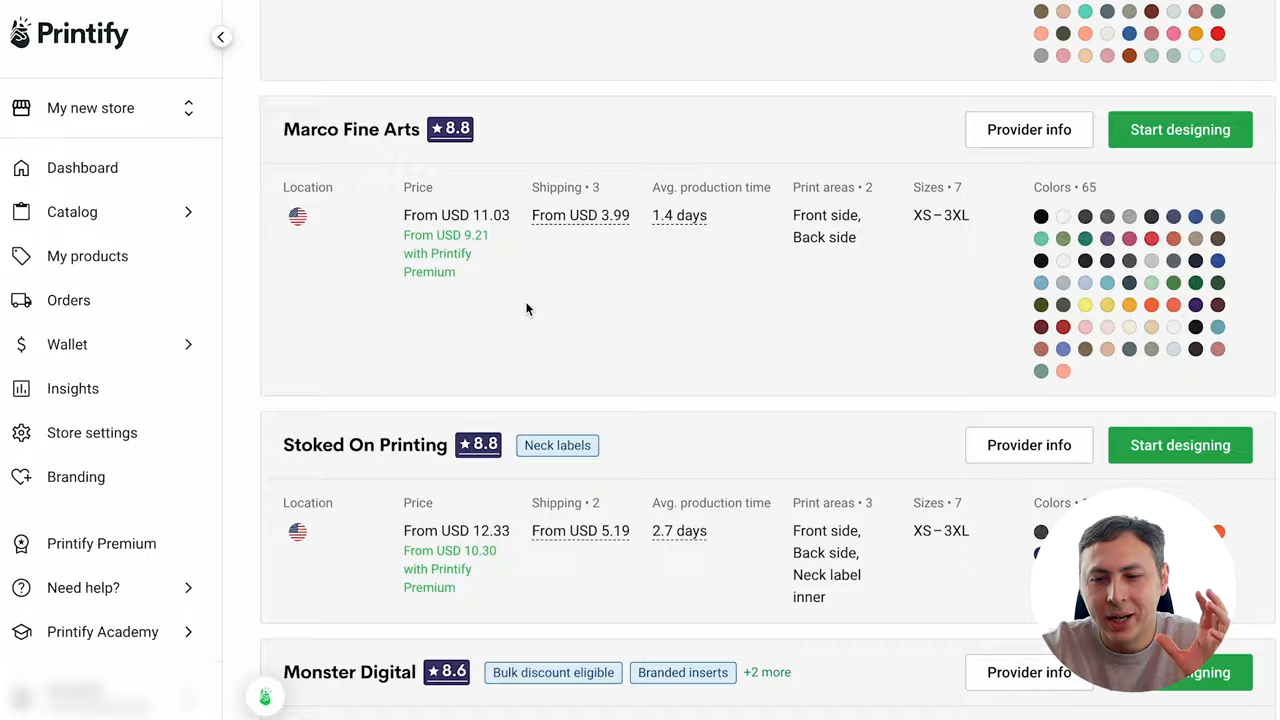 Printify
My new store
Dashboard
Catalog
My products
Orders
Wallet
Insights
Store settings
Branding
Printify Premium
Need help?
Printify Academy
Marco Fine Arts ★ 8.8
Provider info
Start designing
Location
Price
Shipping • 3
Avg. production time
Print areas • 2
Sizes • 7
Colors • 65
From USD 11.03
From USD 9.21
with Printify
Premium
From USD 3.99
1.4 days
Front side,
Back side
XS–3XL
Stoked On Printing ★ 8.8
Neck labels
Provider info
Start designing
Location
Price
Shipping • 2
Avg. production time
Print areas • 3
Sizes • 7
Colors •
From USD 12.33
From USD 10.30
with Printify
Premium
From USD 5.19
2.7 days
Front side,
Back side,
Neck label
inner
XS–3XL
Monster Digital ★ 8.6
Bulk discount eligible
Branded inserts
+2 more
Provider info